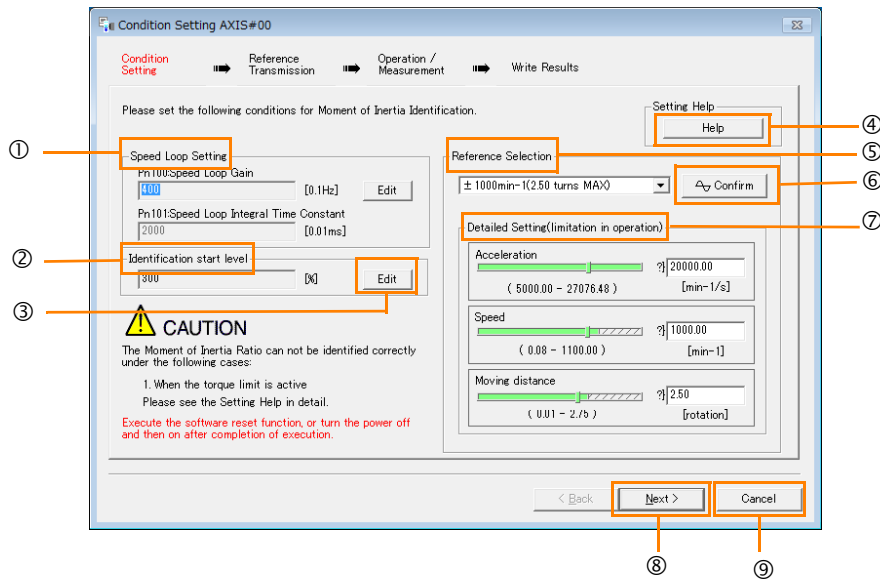 Condition Setting AXIS#00
Condition Setting
Reference Transmission
Operation / Measurement
Write Results
Please set the following conditions for Moment of Inertia Identification.
Setting Help
Help
④
①
Speed Loop Setting
Pn100:Speed Loop Gain
400 [0.1Hz] Edit
Pn101:Speed Loop Integral Time Constant
2000 [0.01ms]
②
Identification start level
300 [%] Edit
③
CAUTION
The Moment of Inertia Ratio can not be identified correctly
under the following cases:
1. When the torque limit is active
Please see the Setting Help in detail.
Execute the software reset function, or turn the power off
and then on after completion of execution.
Reference Selection
⑤
± 1000min-1(2.50 turns MAX) Confirm
⑥
Detailed Setting(limitation in operation)
⑦
Acceleration
?} 20000.00
( 5000.00 - 27076.48 ) [min-1/s]
Speed
?} 1000.00
( 0.08 - 1100.00 ) [min-1]
Moving distance
?} 2.50
( 0.01 - 2.75 ) [rotation]
< Back Next > Cancel
⑧ ⑨